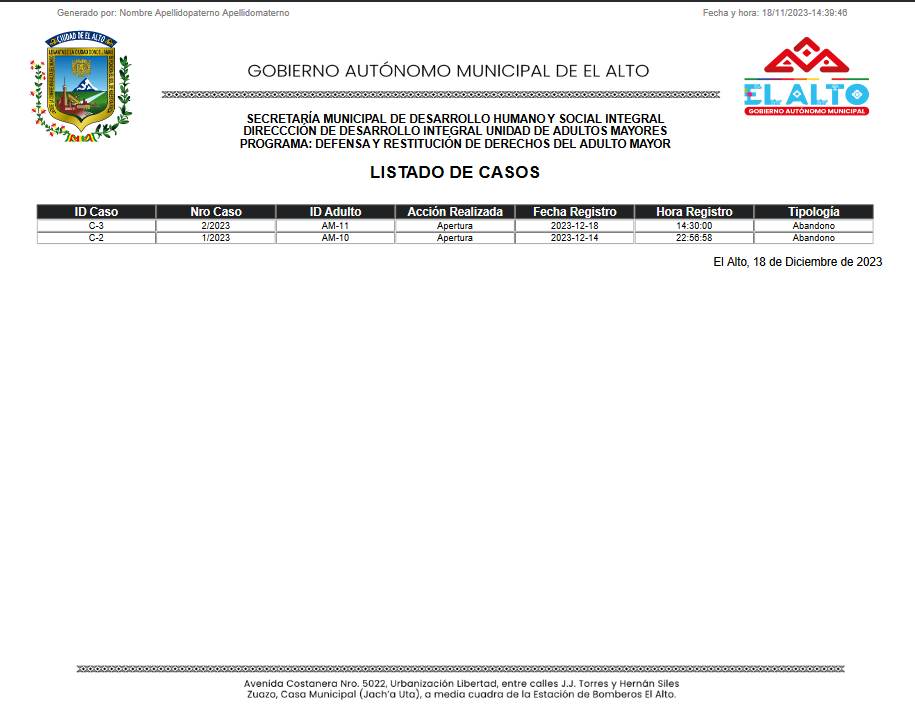 Generado por: Nombre Apellidopaterno Apellidomaterno
Fecha y hora: 18/11/2023-14:39:46
CIUDAD DE EL ALTO
GOBIERNO AUTÓNOMO MUNICIPAL DE EL ALTO
EL ALTO
GOBIERNO AUTÓNOMO MUNICIPAL
SECRETARÍA MUNICIPAL DE DESARROLLO HUMANO Y SOCIAL INTEGRAL
DIRECCCIÓN DE DESARROLLO INTEGRAL UNIDAD DE ADULTOS MAYORES
PROGRAMA: DEFENSA Y RESTITUCIÓN DE DERECHOS DEL ADULTO MAYOR
LISTADO DE CASOS
ID Caso Nro Caso ID Adulto Acción Realizada Fecha Registro Hora Registro Tipología
C-3 2/2023 AM-11 Apertura 2023-12-18 14:30:00 Abandono
C-2 1/2023 AM-10 Apertura 2023-12-14 22:56:58 Abandono
El Alto, 18 de Diciembre de 2023
Avenida Costanera Nro. 5022, Urbanización Libertad, entre calles J.J. Torres y Hernán Siles
Zuazo, Casa Municipal (Jach'a Uta), a media cuadra de la Estación de Bomberos El Alto.